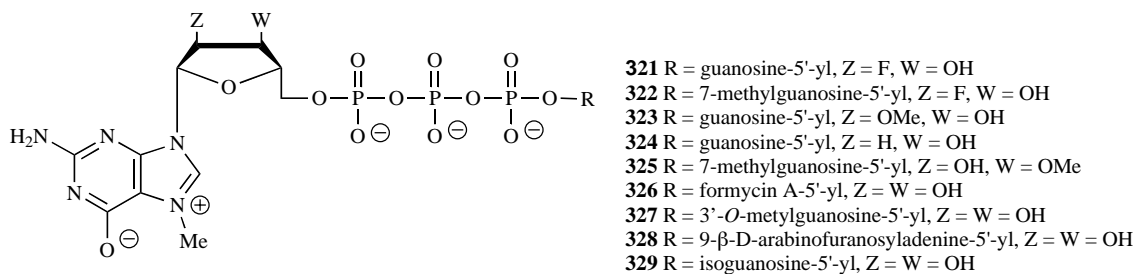 Z W
O O O
O P O P O P O R
O
O ⊖ O ⊖ O ⊖
H₂N N N
N N ⊕
O ⊖ Me
321 R = guanosine-5'-yl, Z = F, W = OH
322 R = 7-methylguanosine-5'-yl, Z = F, W = OH
323 R = guanosine-5'-yl, Z = OMe, W = OH
324 R = guanosine-5'-yl, Z = H, W = OH
325 R = 7-methylguanosine-5'-yl, Z = OH, W = OMe
326 R = formycin A-5'-yl, Z = W = OH
327 R = 3’-O-metylguanosine-5'-yl, Z = W = OH
328 R = 9-β-D-arabinofuranosyladenine-5'-yl, Z = W = OH
329 R = isoguanosine-5'-yl, Z = W = OH